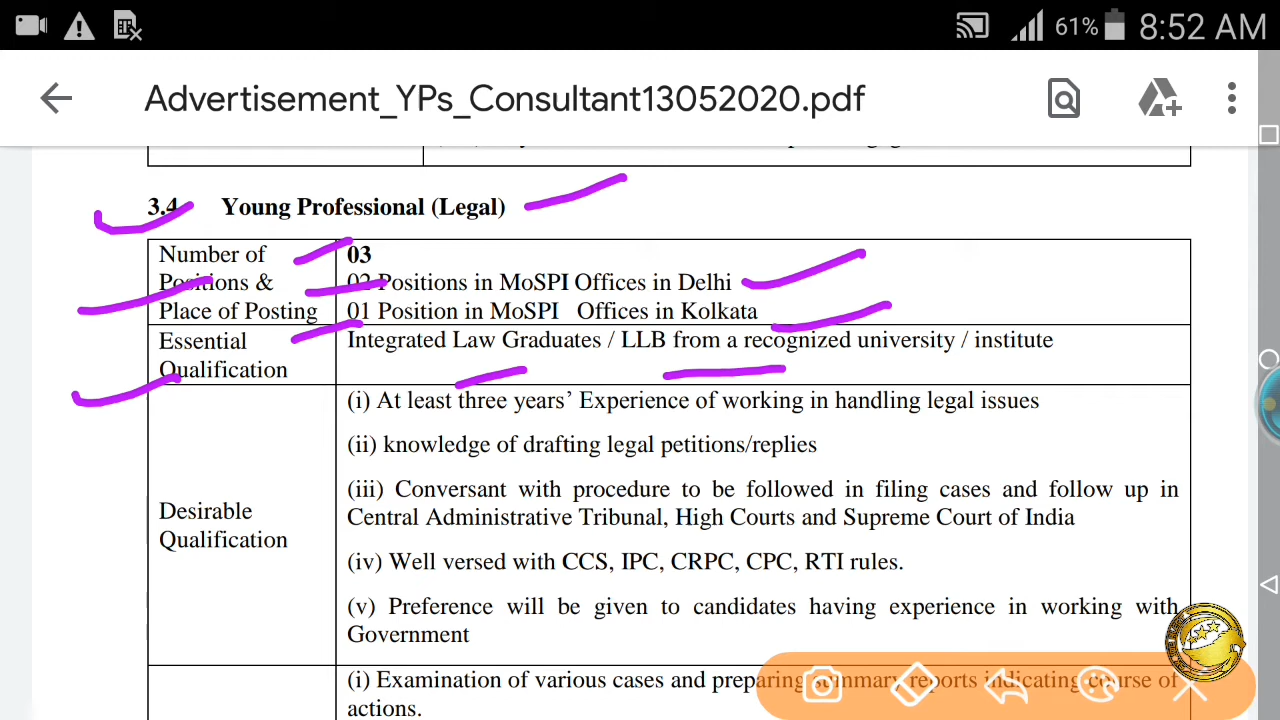 61% 8:52 AM
Advertisement_YPs_Consultant13052020.pdf
3.4 Young Professional (Legal)
Number of Positions & Place of Posting
03
02 Positions in MoSPI Offices in Delhi
01 Position in MoSPI Offices in Kolkata
Essential Qualification
Integrated Law Graduates / LLB from a recognized university / institute
Desirable Qualification
(i) At least three years’ Experience of working in handling legal issues
(ii) knowledge of drafting legal petitions/replies
(iii) Conversant with procedure to be followed in filing cases and follow up in
Central Administrative Tribunal, High Courts and Supreme Court of India
(iv) Well versed with CCS, IPC, CRPC, CPC, RTI rules.
(v) Preference will be given to candidates having experience in working with
Government
(i) Examination of various cases and preparing summary reports indicating course of
actions.